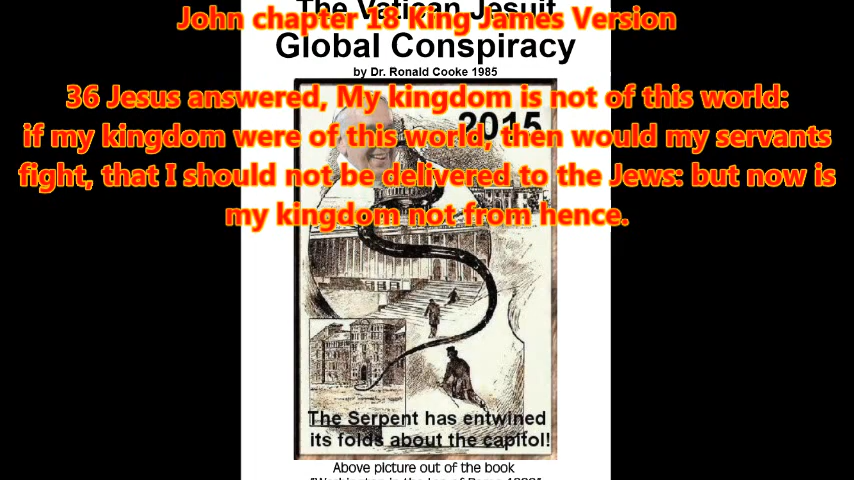 The Vatican Jesuit
John chapter 18 King James Version
Global Conspiracy
by Dr. Ronald Cooke 1985
36 Jesus answered, My kingdom is not of this world:
2015
if my kingdom were of this world, then would my servants
fight, that I should not be delivered to the Jews: but now is
my kingdom not from hence.
The Serpent has entwined
its folds about the capitol!
Above picture out of the book